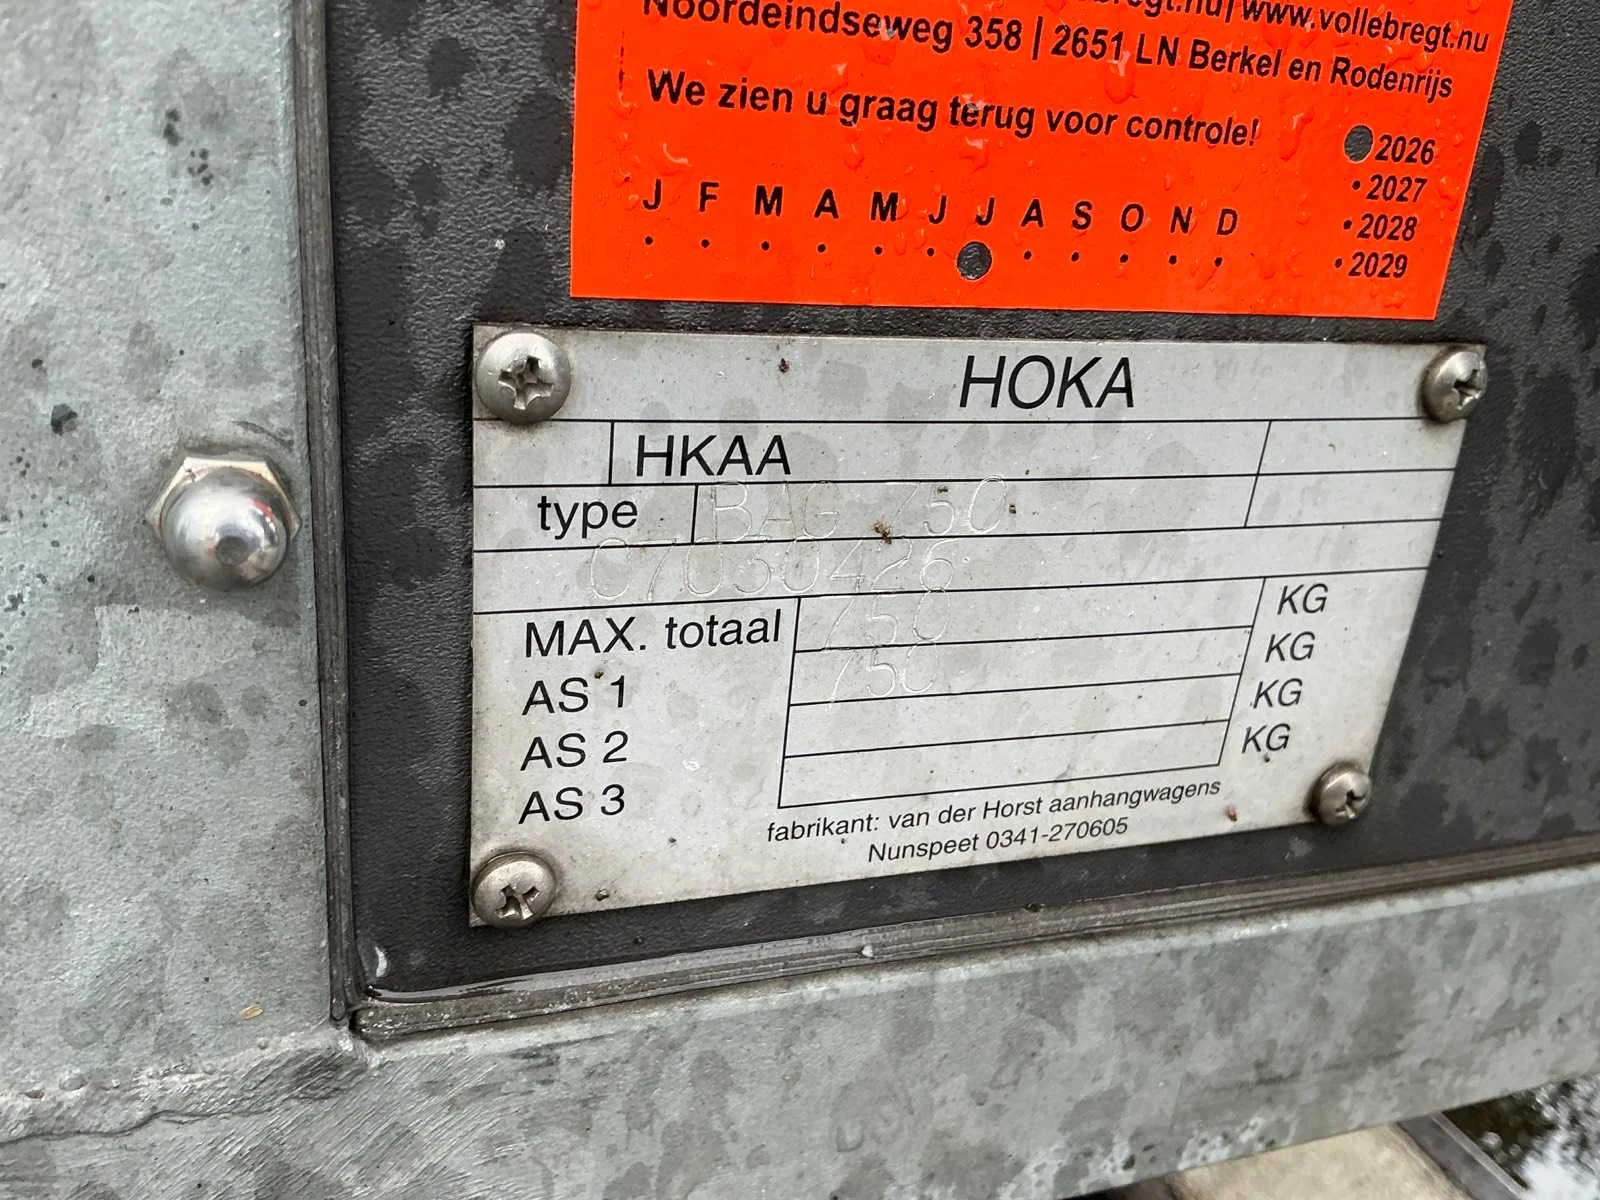 ebregt.nu | www.vollebregt.nu
Noordeindseweg 358 | 2651 LN Berkel en Rodenrijs
We zien u graag terug voor controle!
2026
2027
2028
2029
J F M A M J J A S O N D
HOKA
HKAA
type BAG 750
07030426
MAX. totaal 750 KG
AS 1 750 KG
AS 2 KG
AS 3 KG
fabrikant: van der Horst aanhangwagens
Nunspeet 0341-270605